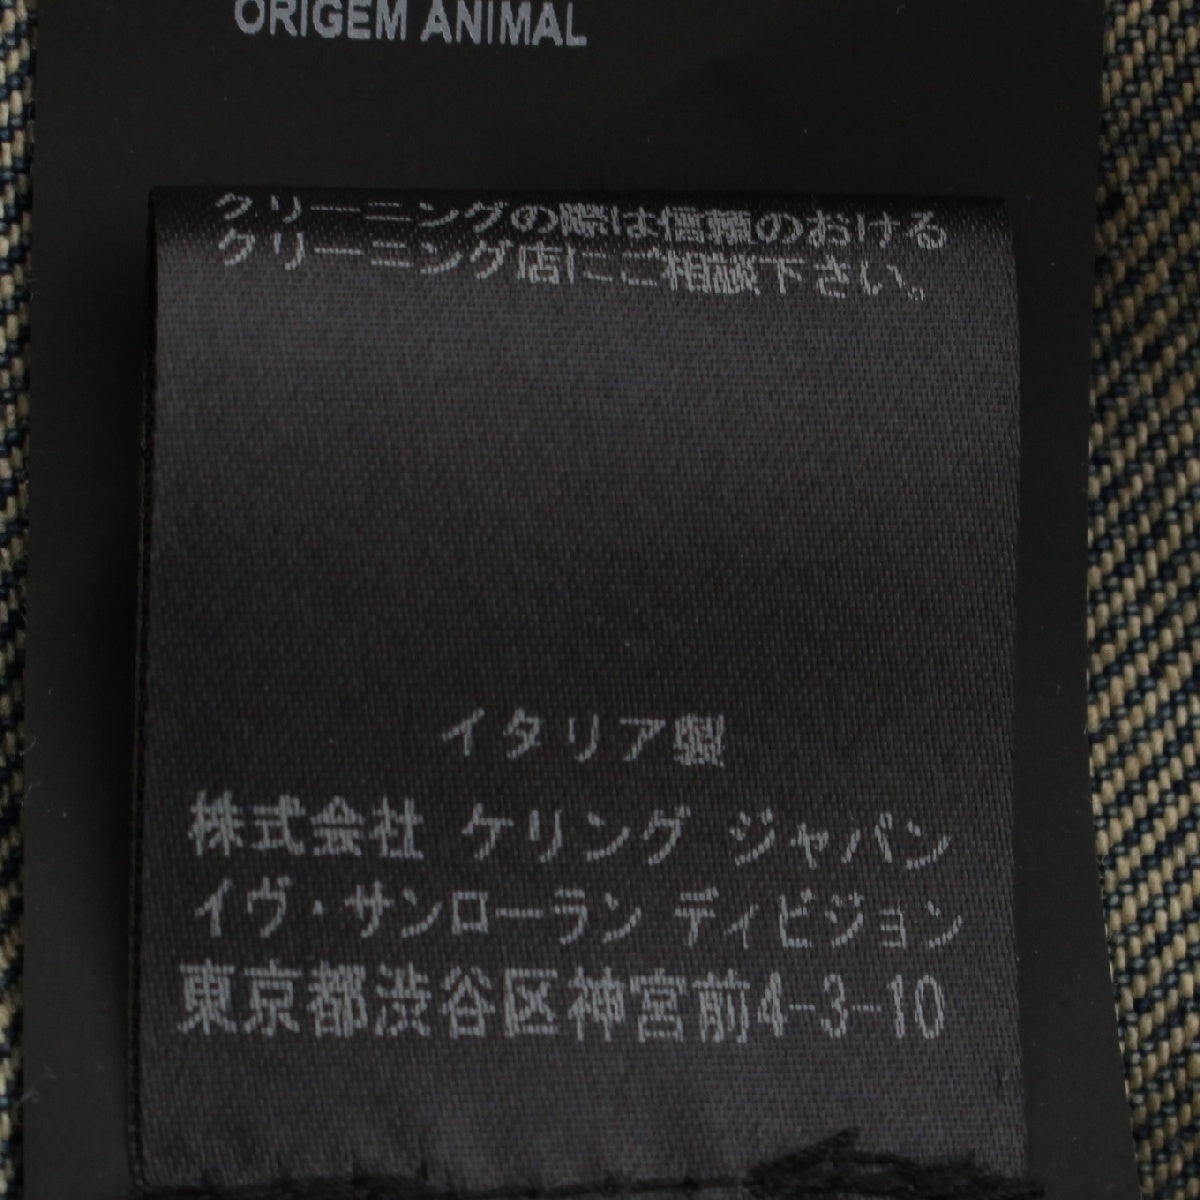 ORIGEM ANIMAL
クリーニングの際は信頼のおける
クリーニング店にご相談下さい。
イタリア製
株式会社 ケリング ジャパン
イヴ・サンローラン ディビジョン
東京都渋谷区神宮前4-3-10